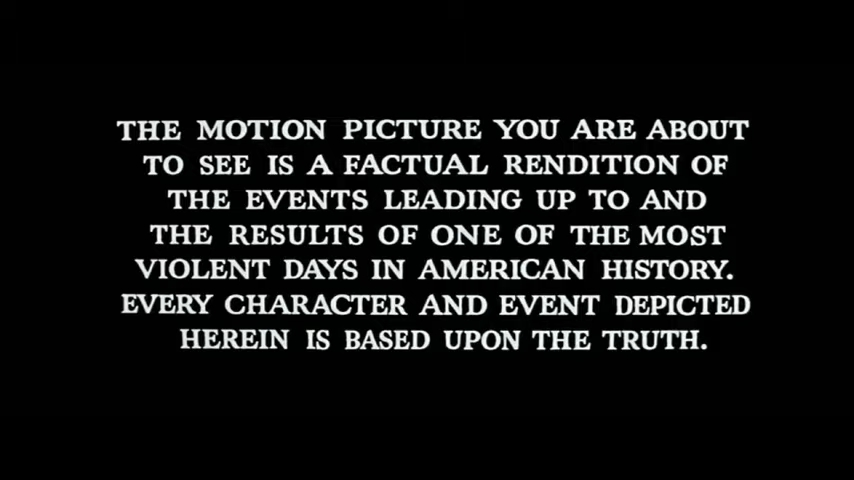 THE MOTION PICTURE YOU ARE ABOUT
TO SEE IS A FACTUAL RENDITION OF
THE EVENTS LEADING UP TO AND
THE RESULTS OF ONE OF THE MOST
VIOLENT DAYS IN AMERICAN HISTORY.
EVERY CHARACTER AND EVENT DEPICTED
HEREIN IS BASED UPON THE TRUTH.